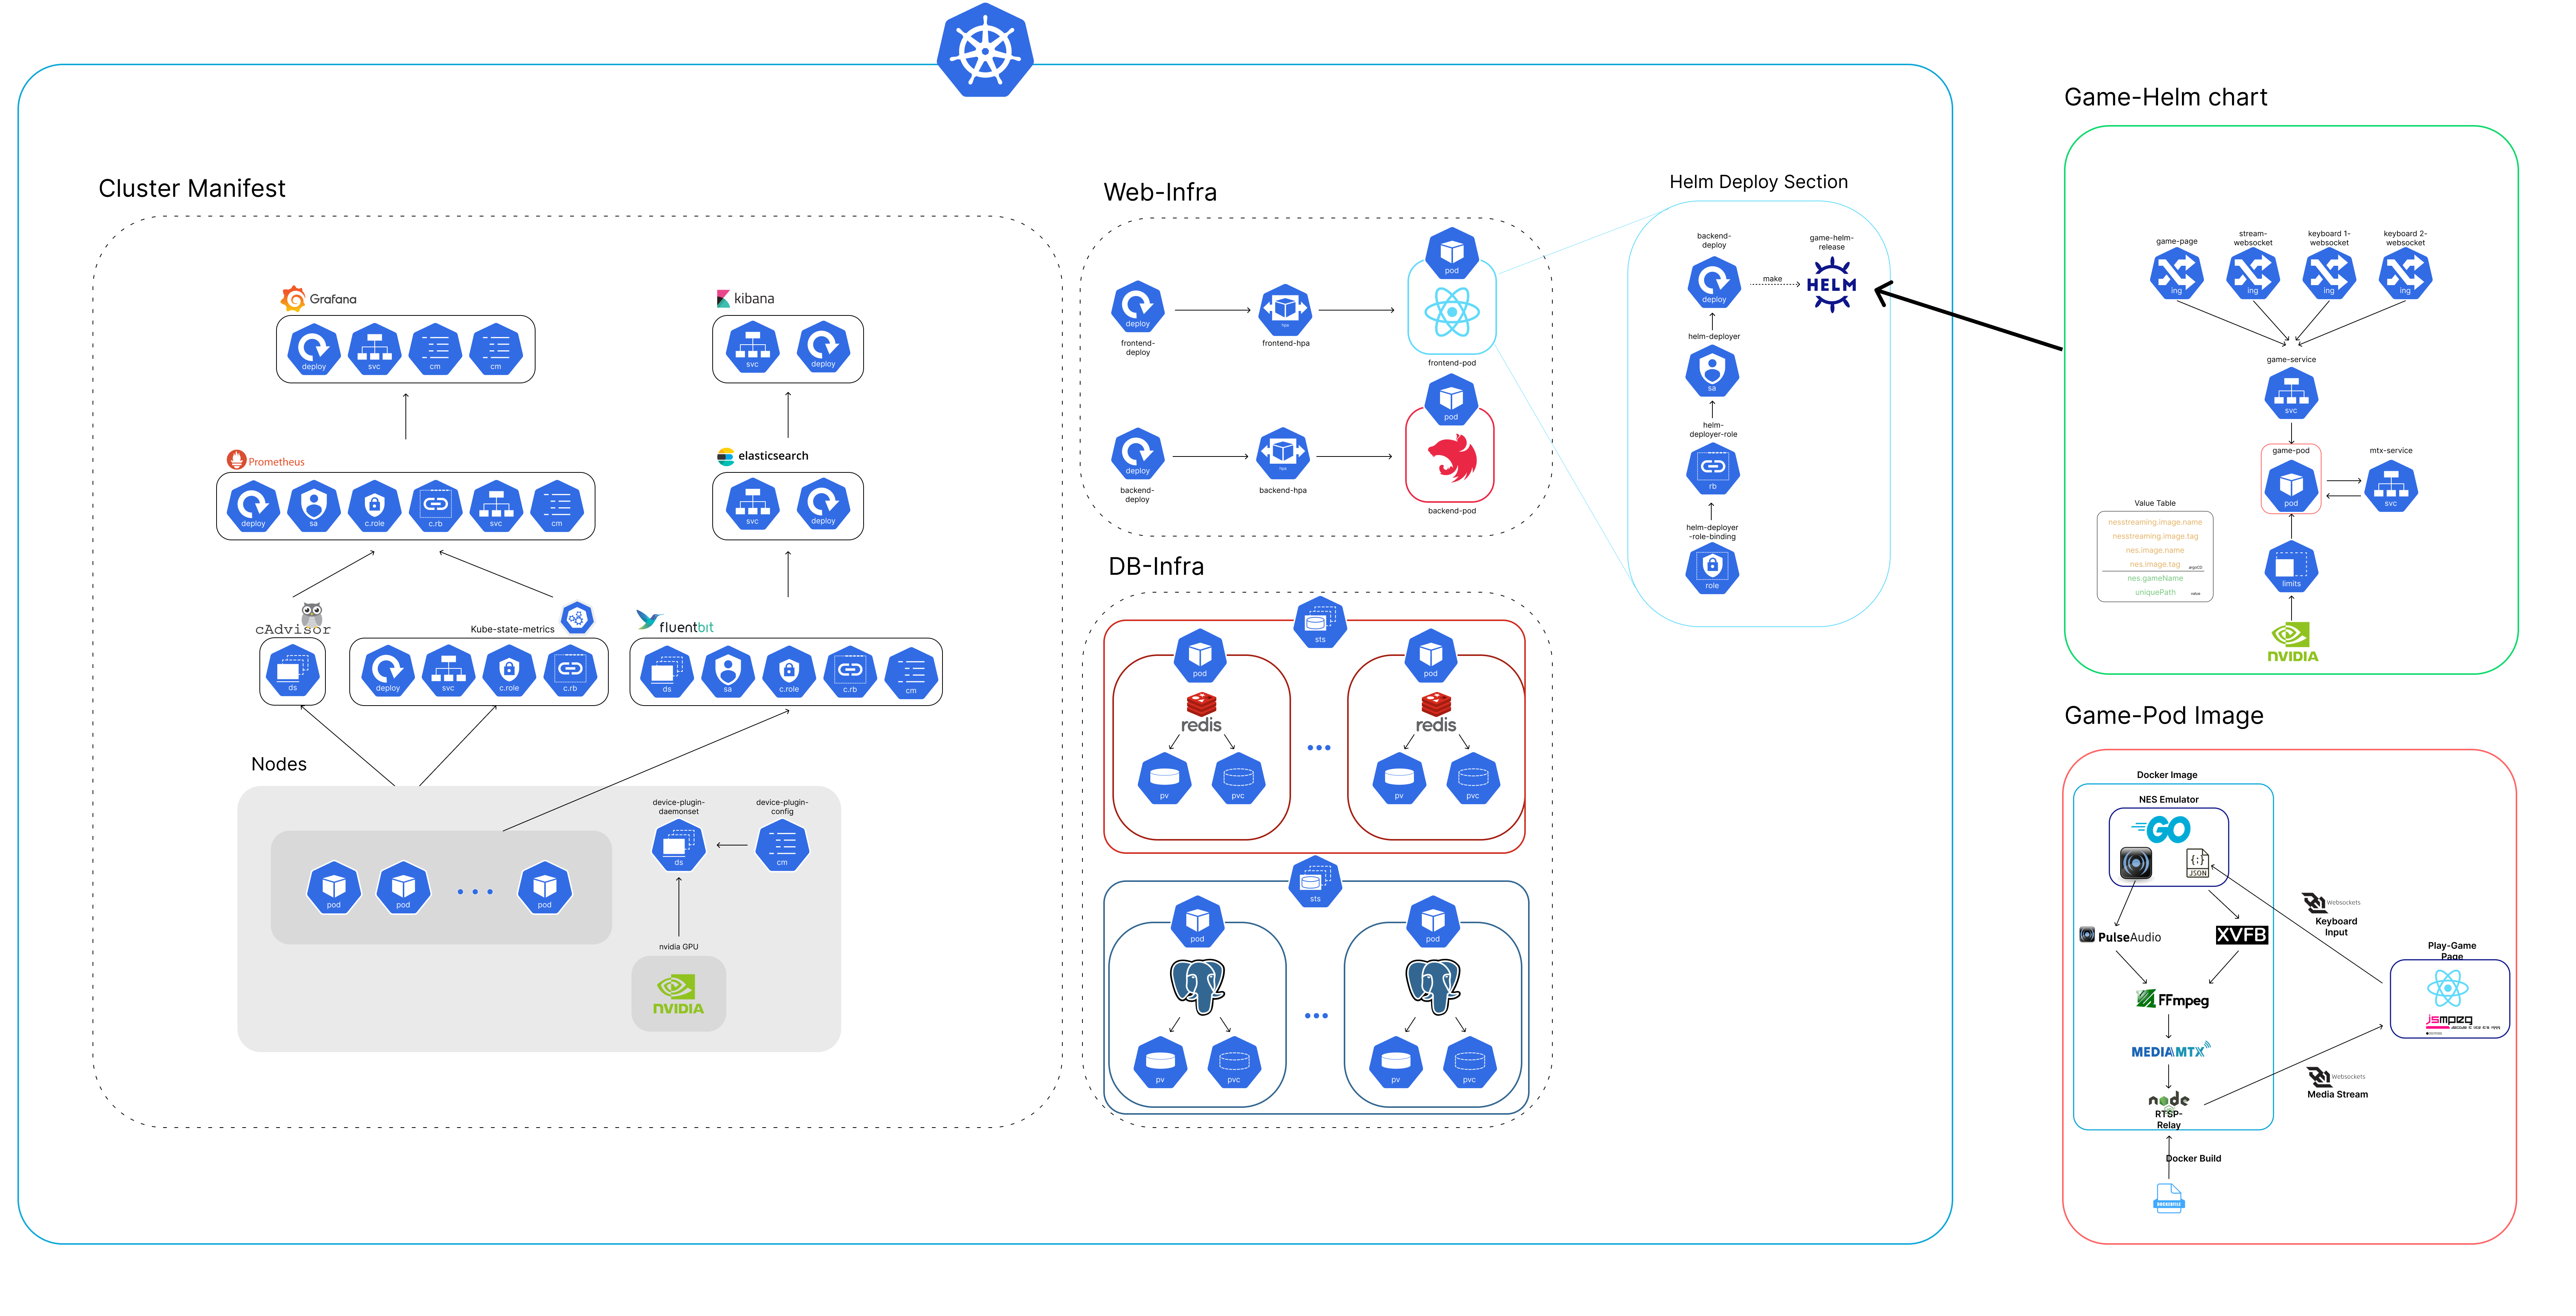 Cluster Manifest
Grafana
deploy
svc
cm
cm
kibana
svc
deploy
Prometheus
deploy
sa
c.role
c.rb
svc
cm
elasticsearch
svc
deploy
cAdvisor
ds
Kube-state-metrics
deploy
svc
c.role
c.rb
fluentbit
ds
sa
c.role
c.rb
cm
Nodes
pod
pod
pod
device-plugin-
daemonset
ds
device-plugin-
config
cm
nvidia GPU
NVIDIA
Web-Infra
deploy
frontend-
deploy
hpa
frontend-hpa
pod
frontend-pod
deploy
backend-
deploy
hpa
backend-hpa
pod
backend-pod
DB-Infra
sts
pod
redis
pv
pvc
pod
redis
pv
pvc
sts
pod
pv
pvc
pod
pv
pvc
Helm Deploy Section
backend-
deploy
deploy
make
game-helm-
release
HELM
helm-deployer
sa
helm-
deployer-role
rb
helm-deployer
-role-binding
role
Game-Helm chart
game-page
ing
stream-
websocket
ing
keyboard 1-
websocket
ing
keyboard 2-
websocket
ing
game-service
svc
game-pod
pod
mtx-service
svc
limits
NVIDIA
Value Table
nesstreaming.image.name
nesstreaming.image.tag
nes.image.name
nes.image.tag
argoCD
nes.gameName
uniquePath
Game-Pod Image
Docker Image
NES Emulator
GO
{;}
JSON
PulseAudio
XVFB
FFmpeg
MEDIAMTX
node
RTSP-
Relay
Docker Build
DOCKERFILE
Websockets
Keyboard
Input
Play-Game
Page
jsmpeg
Websockets
Media Stream